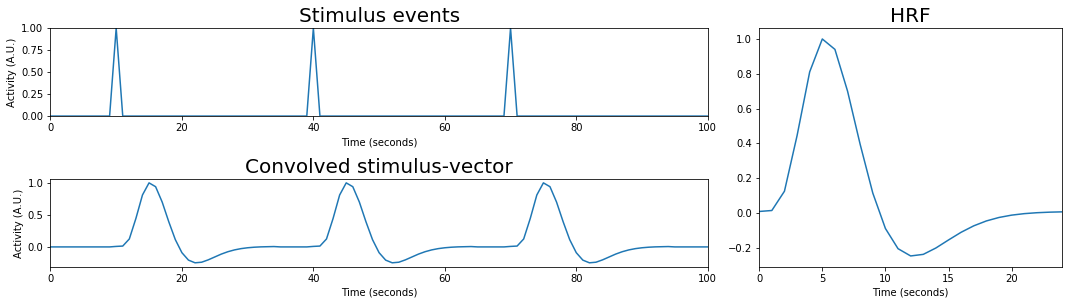 Stimulus events
1.00
0.75
0.50
0.25
0.00
Activity (A.U.)
0 20 40 60 80 100
Time (seconds)
Convolved stimulus-vector
1.0
0.5
0.0
Activity (A.U.)
0 20 40 60 80 100
Time (seconds)
HRF
1.0
0.8
0.6
0.4
0.2
0.0
−0.2
0 5 10 15 20
Time (seconds)